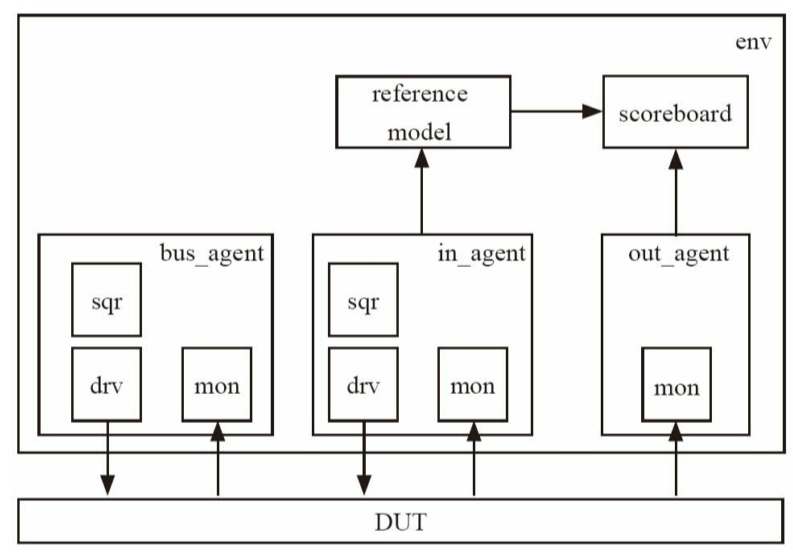 env
reference
model
scoreboard
bus_agent
in_agent
out_agent
sqr
sqr
drv
mon
drv
mon
mon
DUT